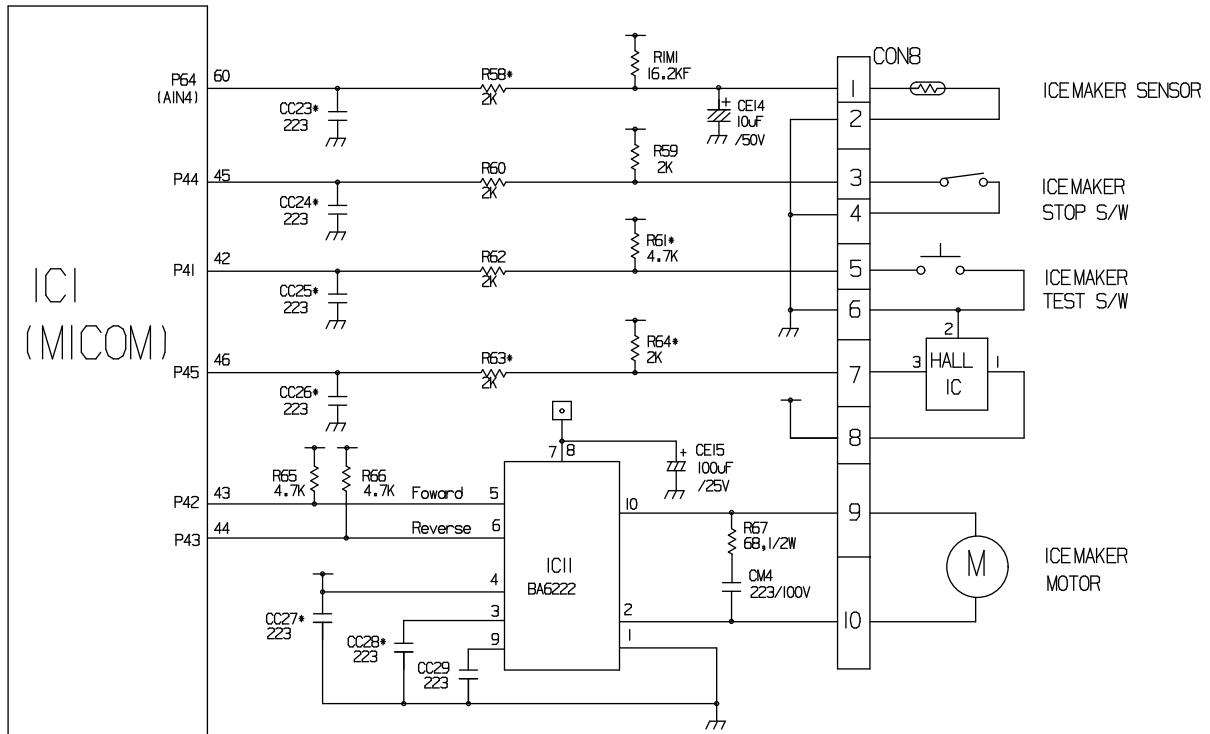 CON8
RIM1
16.2KF
P64
(AIN4)
60
R58*
2K
CC23*
223
CE14
+
10uF
/50V
1
2
ICEMAKER SENSOR
R59
2K
P44
45
R60
2K
CC24*
223
3
4
ICEMAKER
STOP S/W
R61*
4.7K
P41
42
R62
2K
CC25*
223
5
6
ICEMAKER
TEST S/W
IC1
(MICOM)
R64*
2K
P45
46
R63*
2K
CC26*
223
7
8
2
3
HALL
IC
1
7
8
+
CE15
100uF
/25V
R65
4.7K
R66
4.7K
P42
43
Foward
5
P43
44
Reverse
6
10
9
R67
68,1/2W
IC11
BA6222
4
CM4
223/100V
M
ICEMAKER
MOTOR
CC27*
223
3
2
10
CC28*
223
9
1
CC29
223